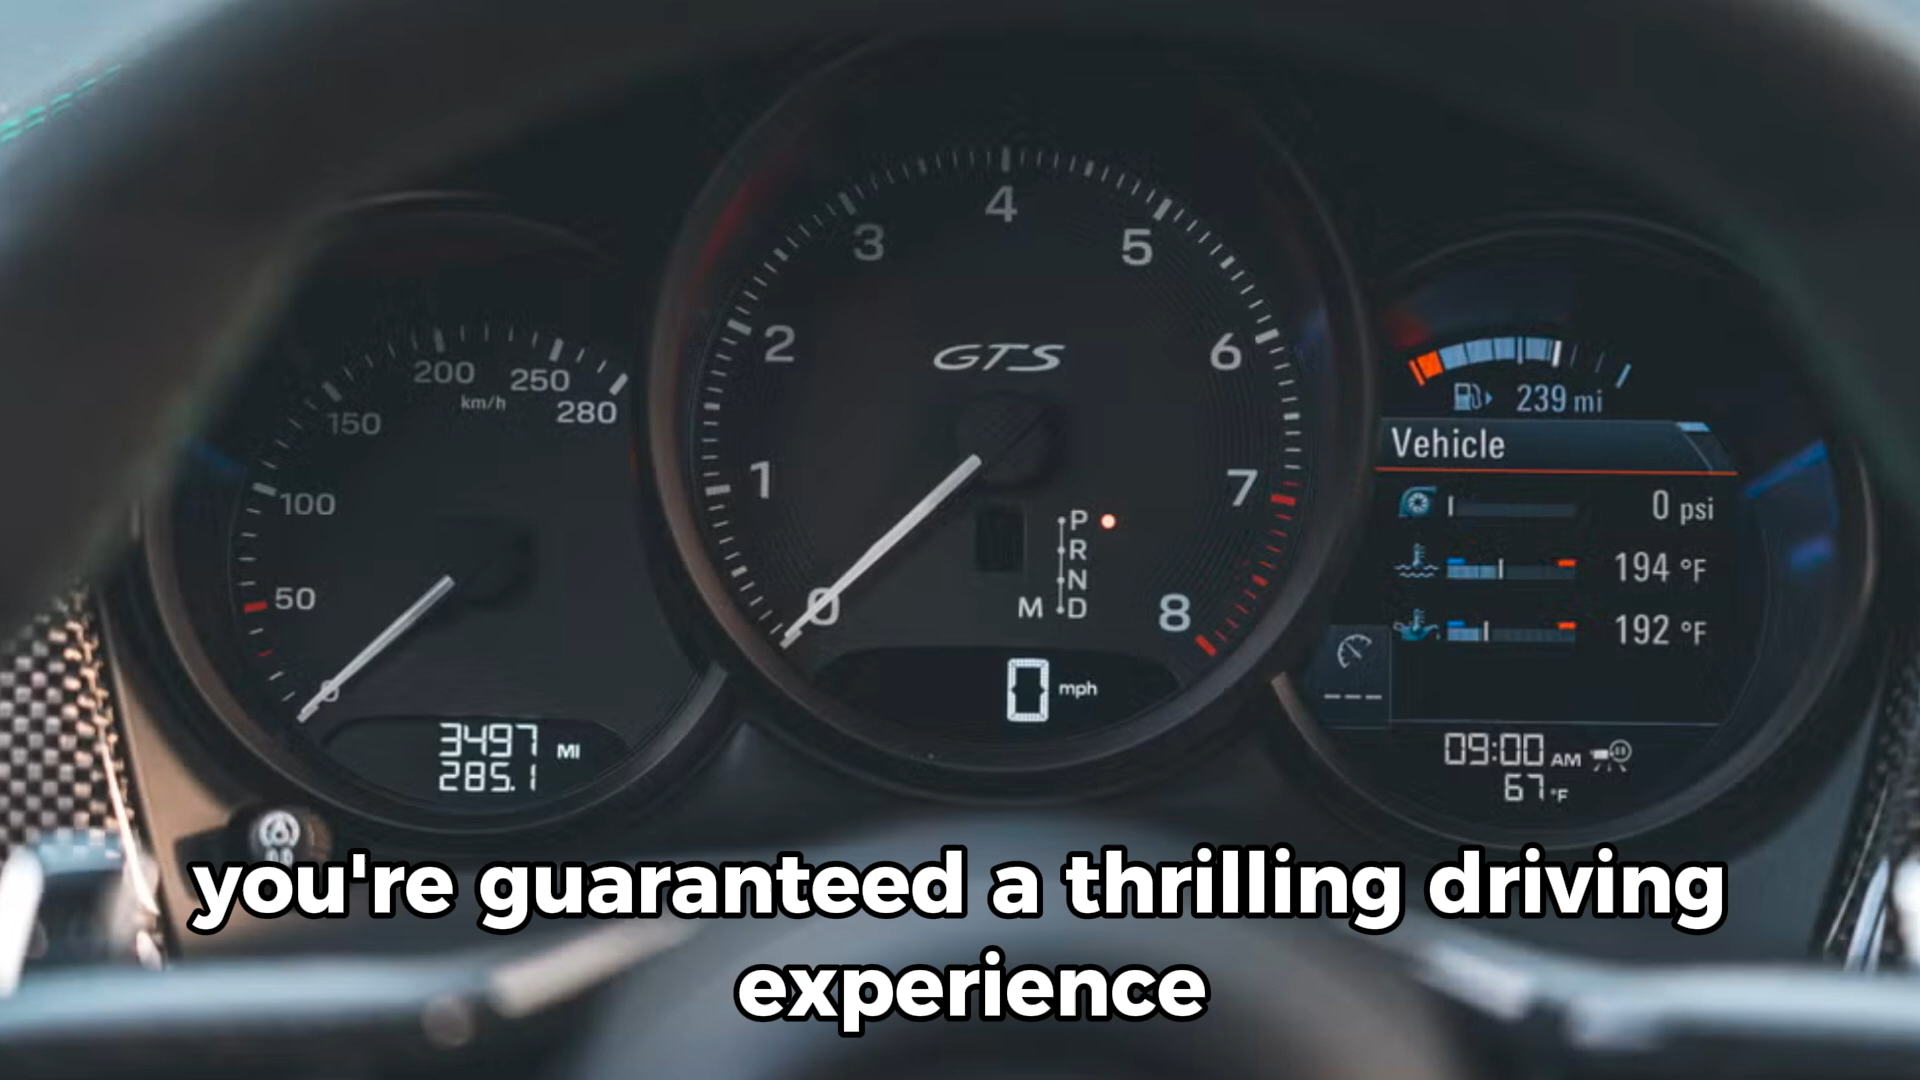 50
100
150
200
250
280
km/h
0
3497 MI
285.1
0
1
2
3
4
5
6
7
8
GTS
P
R
N
M D
0 mph
239 mi
Vehicle
0 psi
194 °F
192 °F
---
09:00 AM
67°F
you're guaranteed a thrilling driving
experience